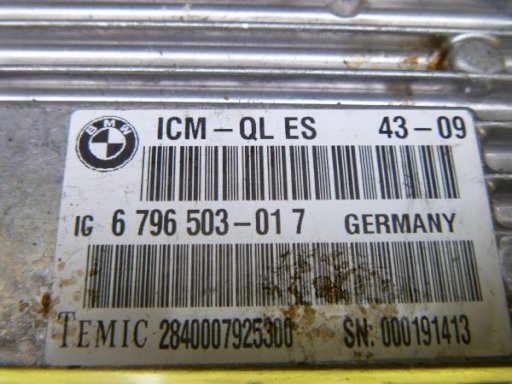 BMW
ICM - QL ES 43 - 09
IG 6 796 503 - 01 7 GERMANY
TEMIC 2840007925300 SN: 000191413